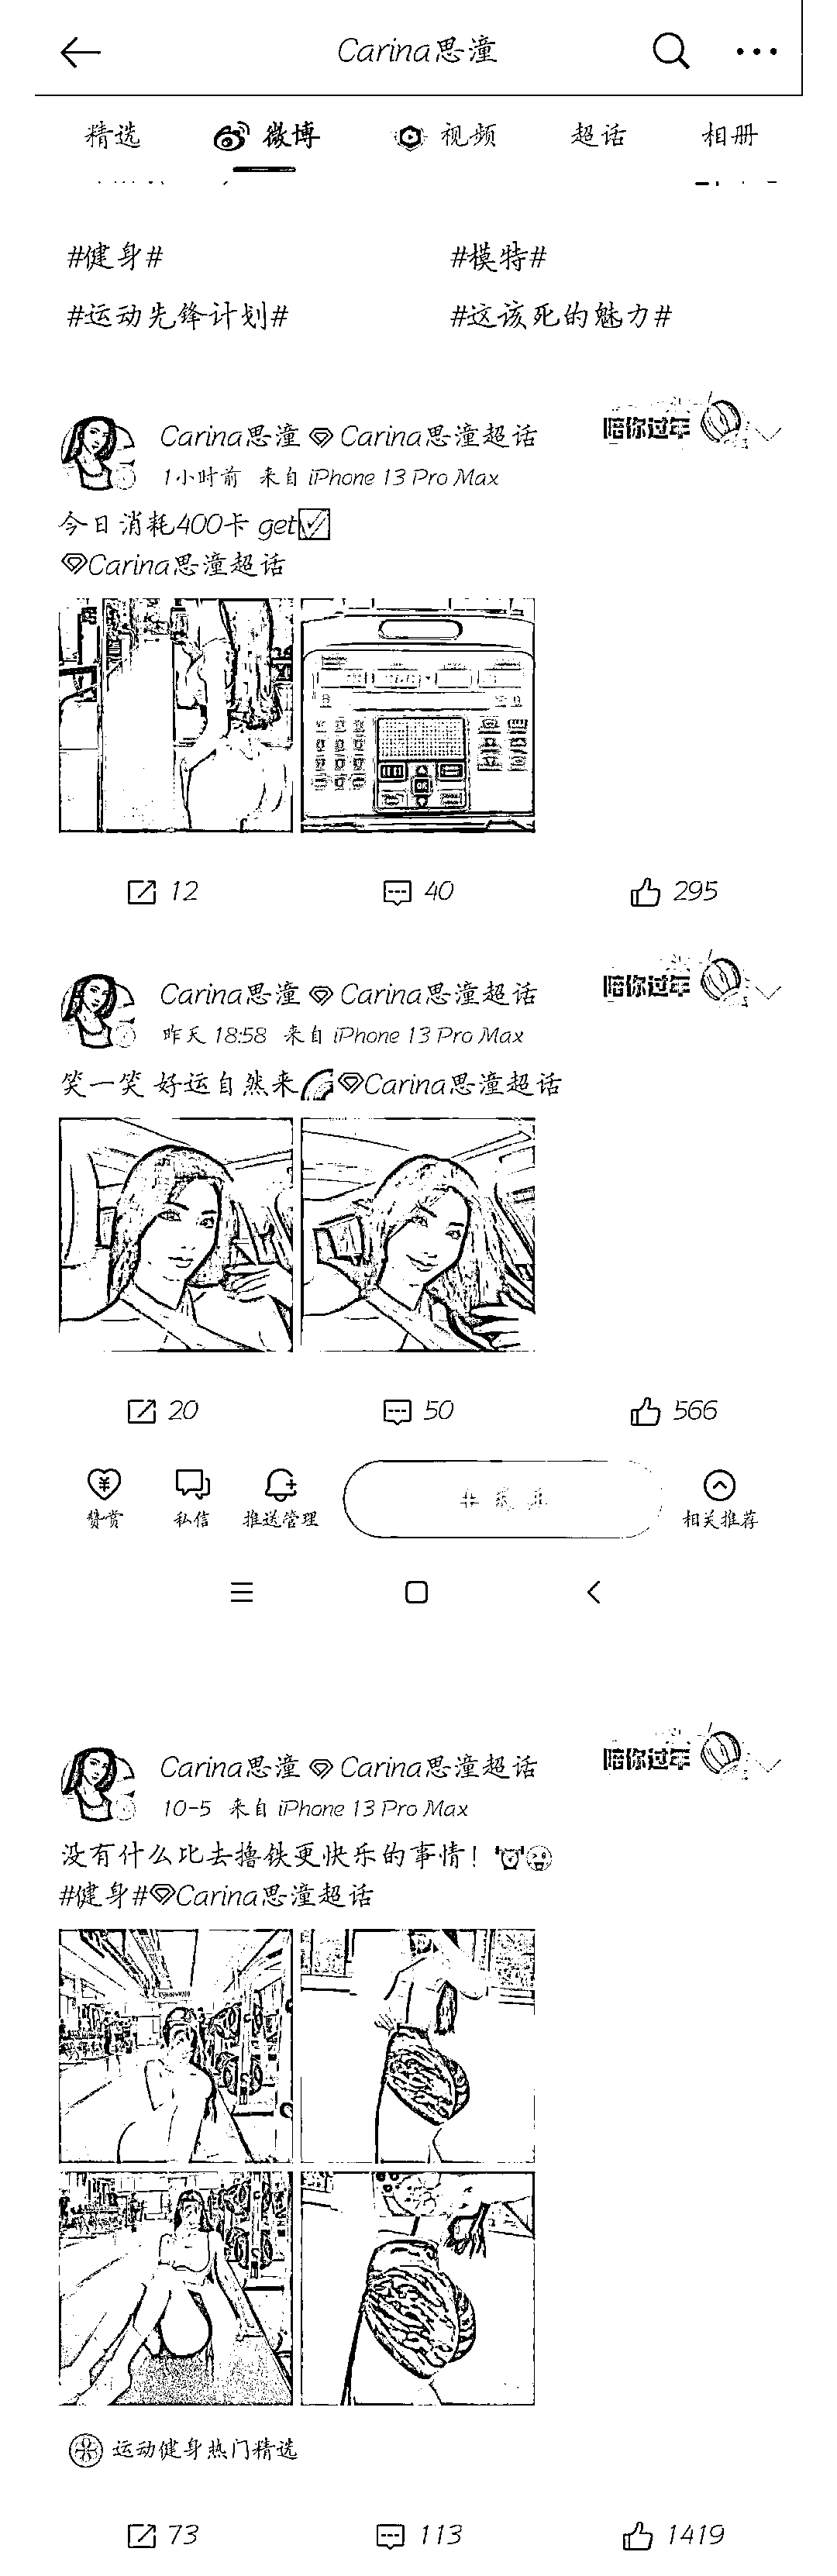 Carina思潼
精选 微博 视频 超话 相册
#健身# #模特#
#运动先锋计划# #这该死的魅力#
Carina思潼 Carina思潼超话 陪你过年
1小时前 来自 iPhone 13 Pro Max
今日消耗400卡 get
Carina思潼超话
12 40 295
Carina思潼 Carina思潼超话 陪你过年
昨天 18:58 来自 iPhone 13 Pro Max
笑一笑 好运自然来Carina思潼超话
20 50 566
赞赏 私信 推送管理 相关推荐
Carina思潼 Carina思潼超话 陪你过年
10-5 来自 iPhone 13 Pro Max
没有什么比去撸铁更快乐的事情!
#健身#Carina思潼超话
运动健身热门精选
73 113 1419